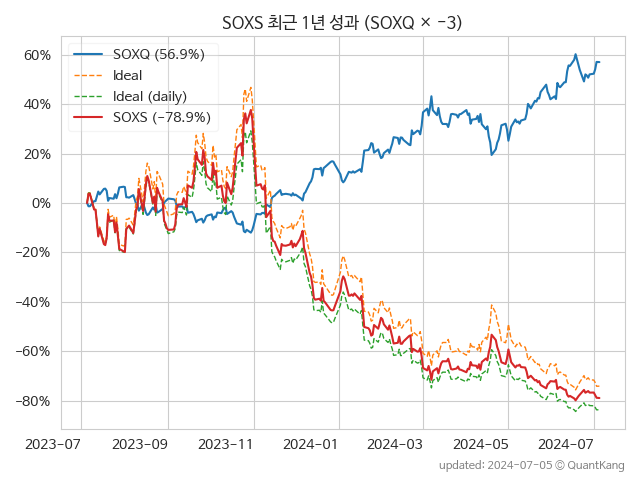 SOXS 최근 1년 성과 (SOXQ × −3)
60%
40%
20%
0%
−20%
−40%
−60%
−80%
SOXQ (56.9%)
Ideal
Ideal (daily)
SOXS (−78.9%)
2023-07
2023-09
2023-11
2024-01
2024-03
2024-05
2024-07
updated: 2024-07-05 ⓒ QuantKang